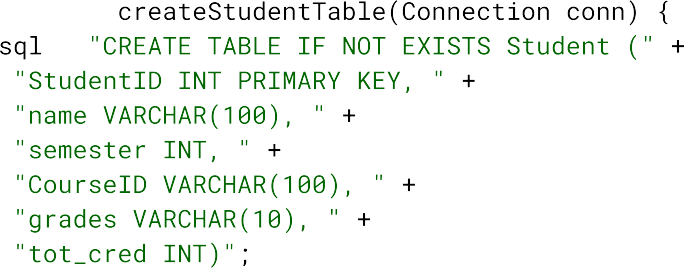 createStudentTable(Connection conn) {
sql "CREATE TABLE IF NOT EXISTS Student (" +
"StudentID INT PRIMARY KEY, " +
"name VARCHAR(100), " +
"semester INT, " +
"CourseID VARCHAR(100), " +
"grades VARCHAR(10), " +
"tot_cred INT)";